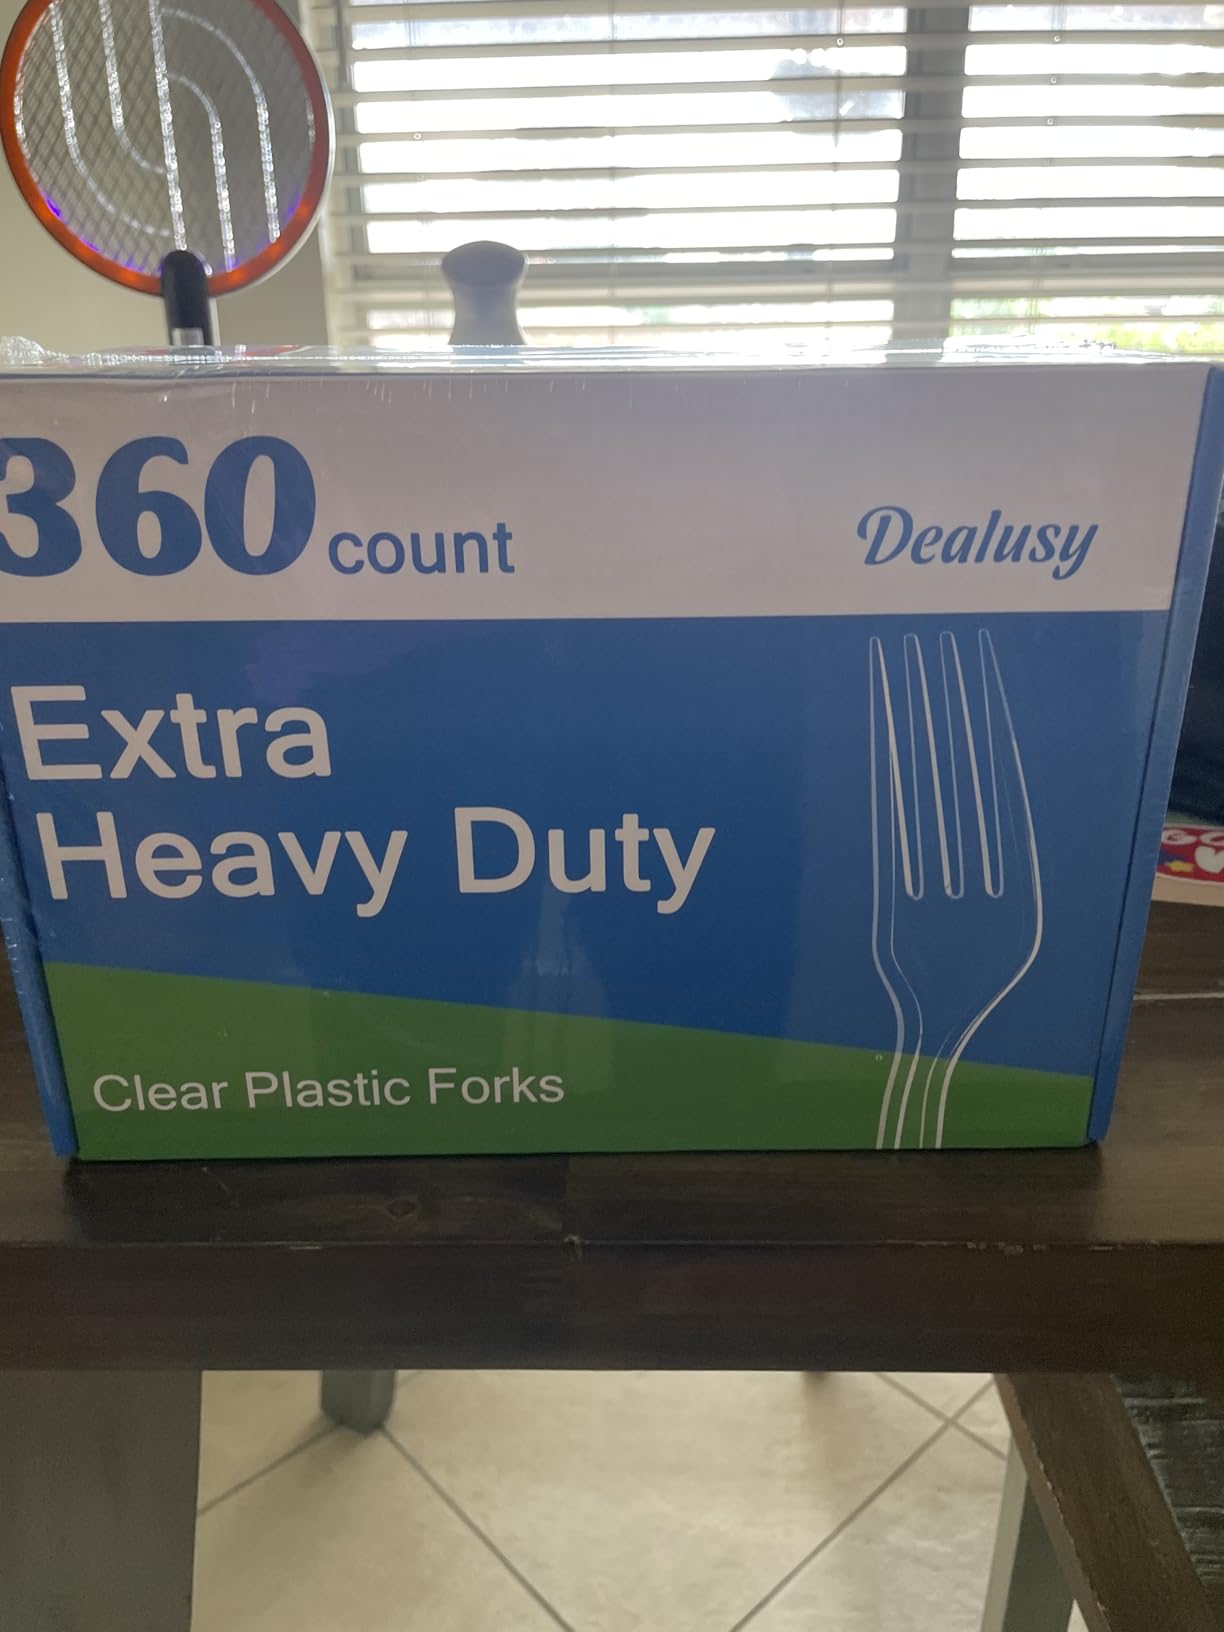 360 count
Dealusy
Extra
Heavy Duty
Clear Plastic Forks